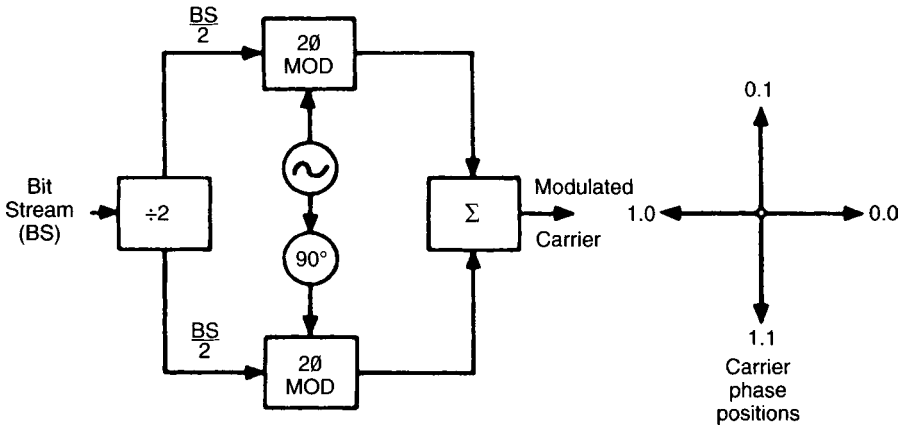 BS
2
2ø
MOD
Bit
Stream
(BS)
÷2
90°
BS
2
2ø
MOD
Σ
Modulated
Carrier
0.1
1.0
0.0
1.1
Carrier
phase
positions